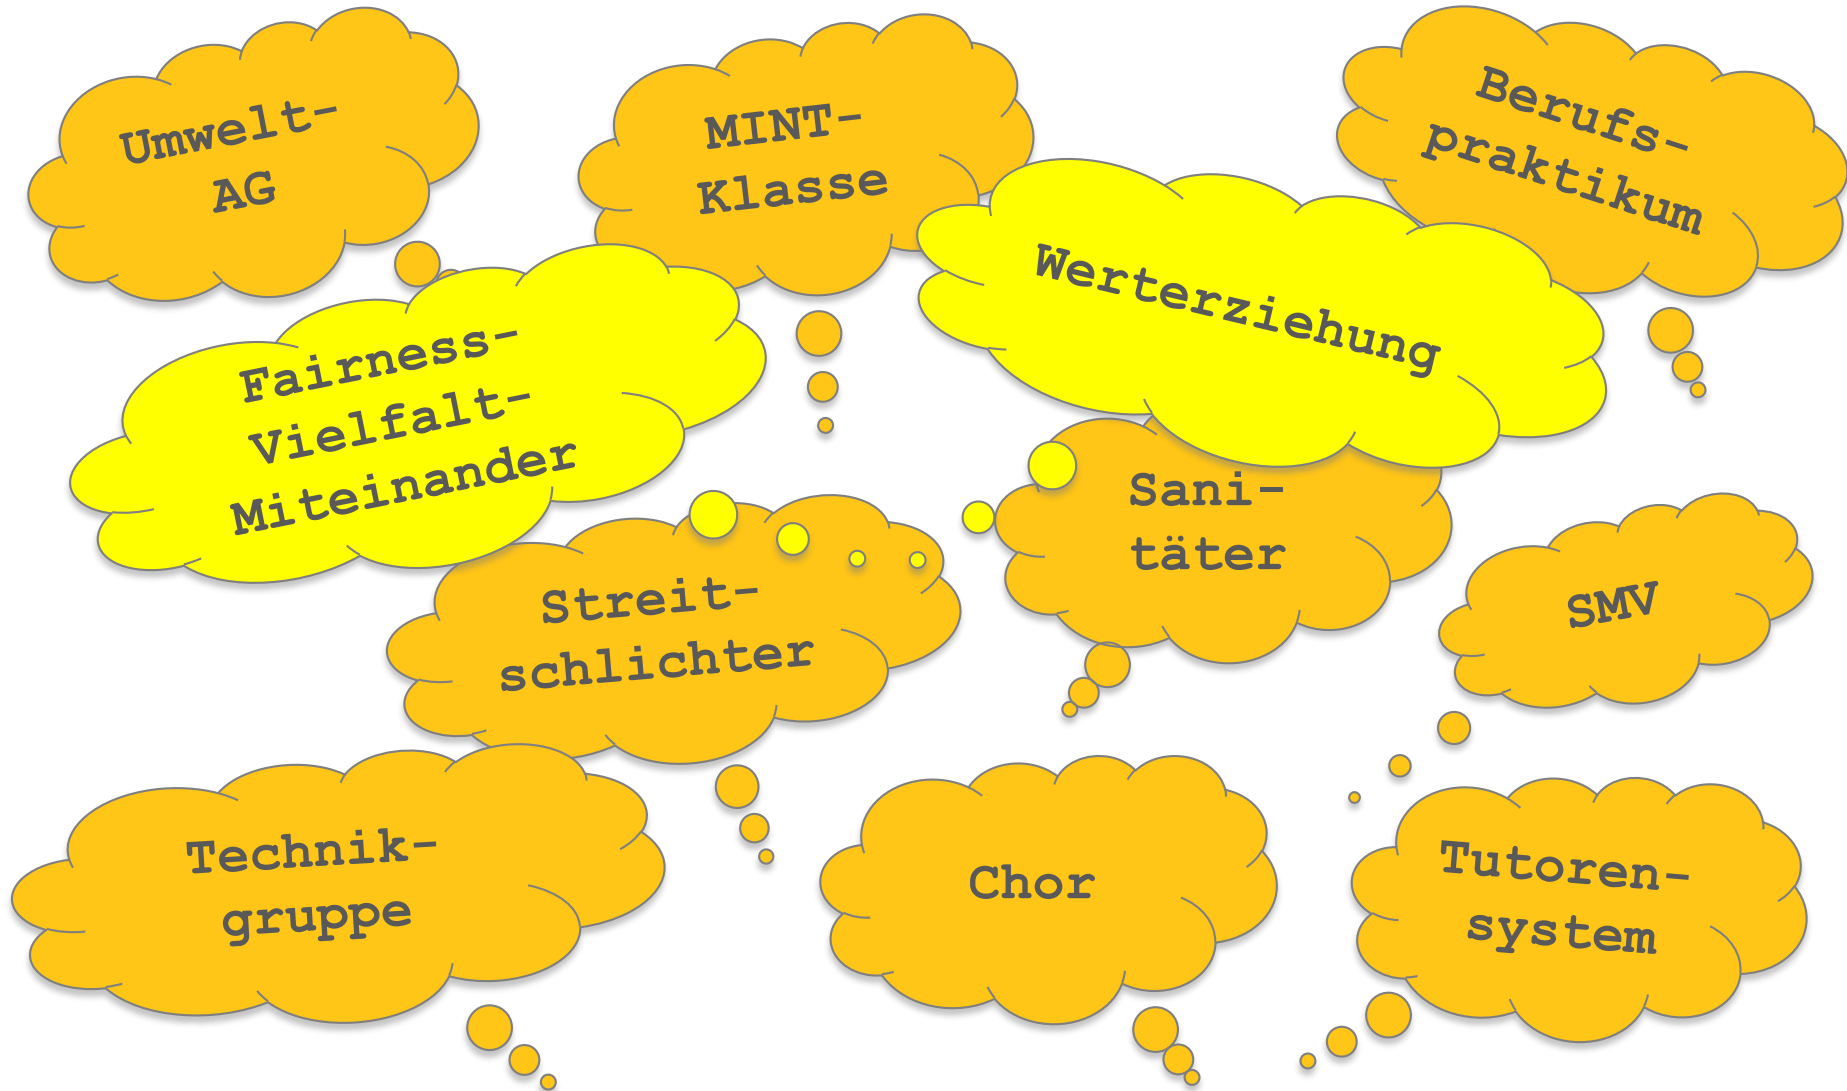 Umwelt-
AG
MINT-
Klasse
Berufs-
praktikum
Werterziehung
Fairness-
Vielfalt-
Miteinander
Sani-
täter
Streit-
schlichter
SMV
Technik-
gruppe
Chor
Tutoren-
system